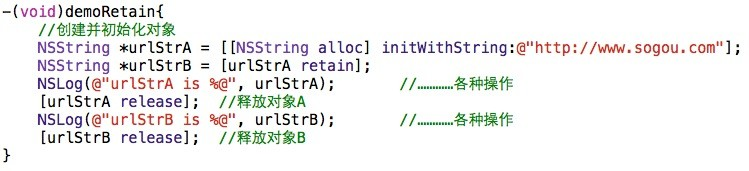 -(void)demoRetain{
//创建并初始化对象
NSString *urlStrA = [[NSString alloc] initWithString:@"http://www.sogou.com"];
NSString *urlStrB = [urlStrA retain];
NSLog(@"urlStrA is %@", urlStrA); //…………各种操作
[urlStrA release]; //释放对象A
NSLog(@"urlStrB is %@", urlStrB); //…………各种操作
[urlStrB release]; //释放对象B
}